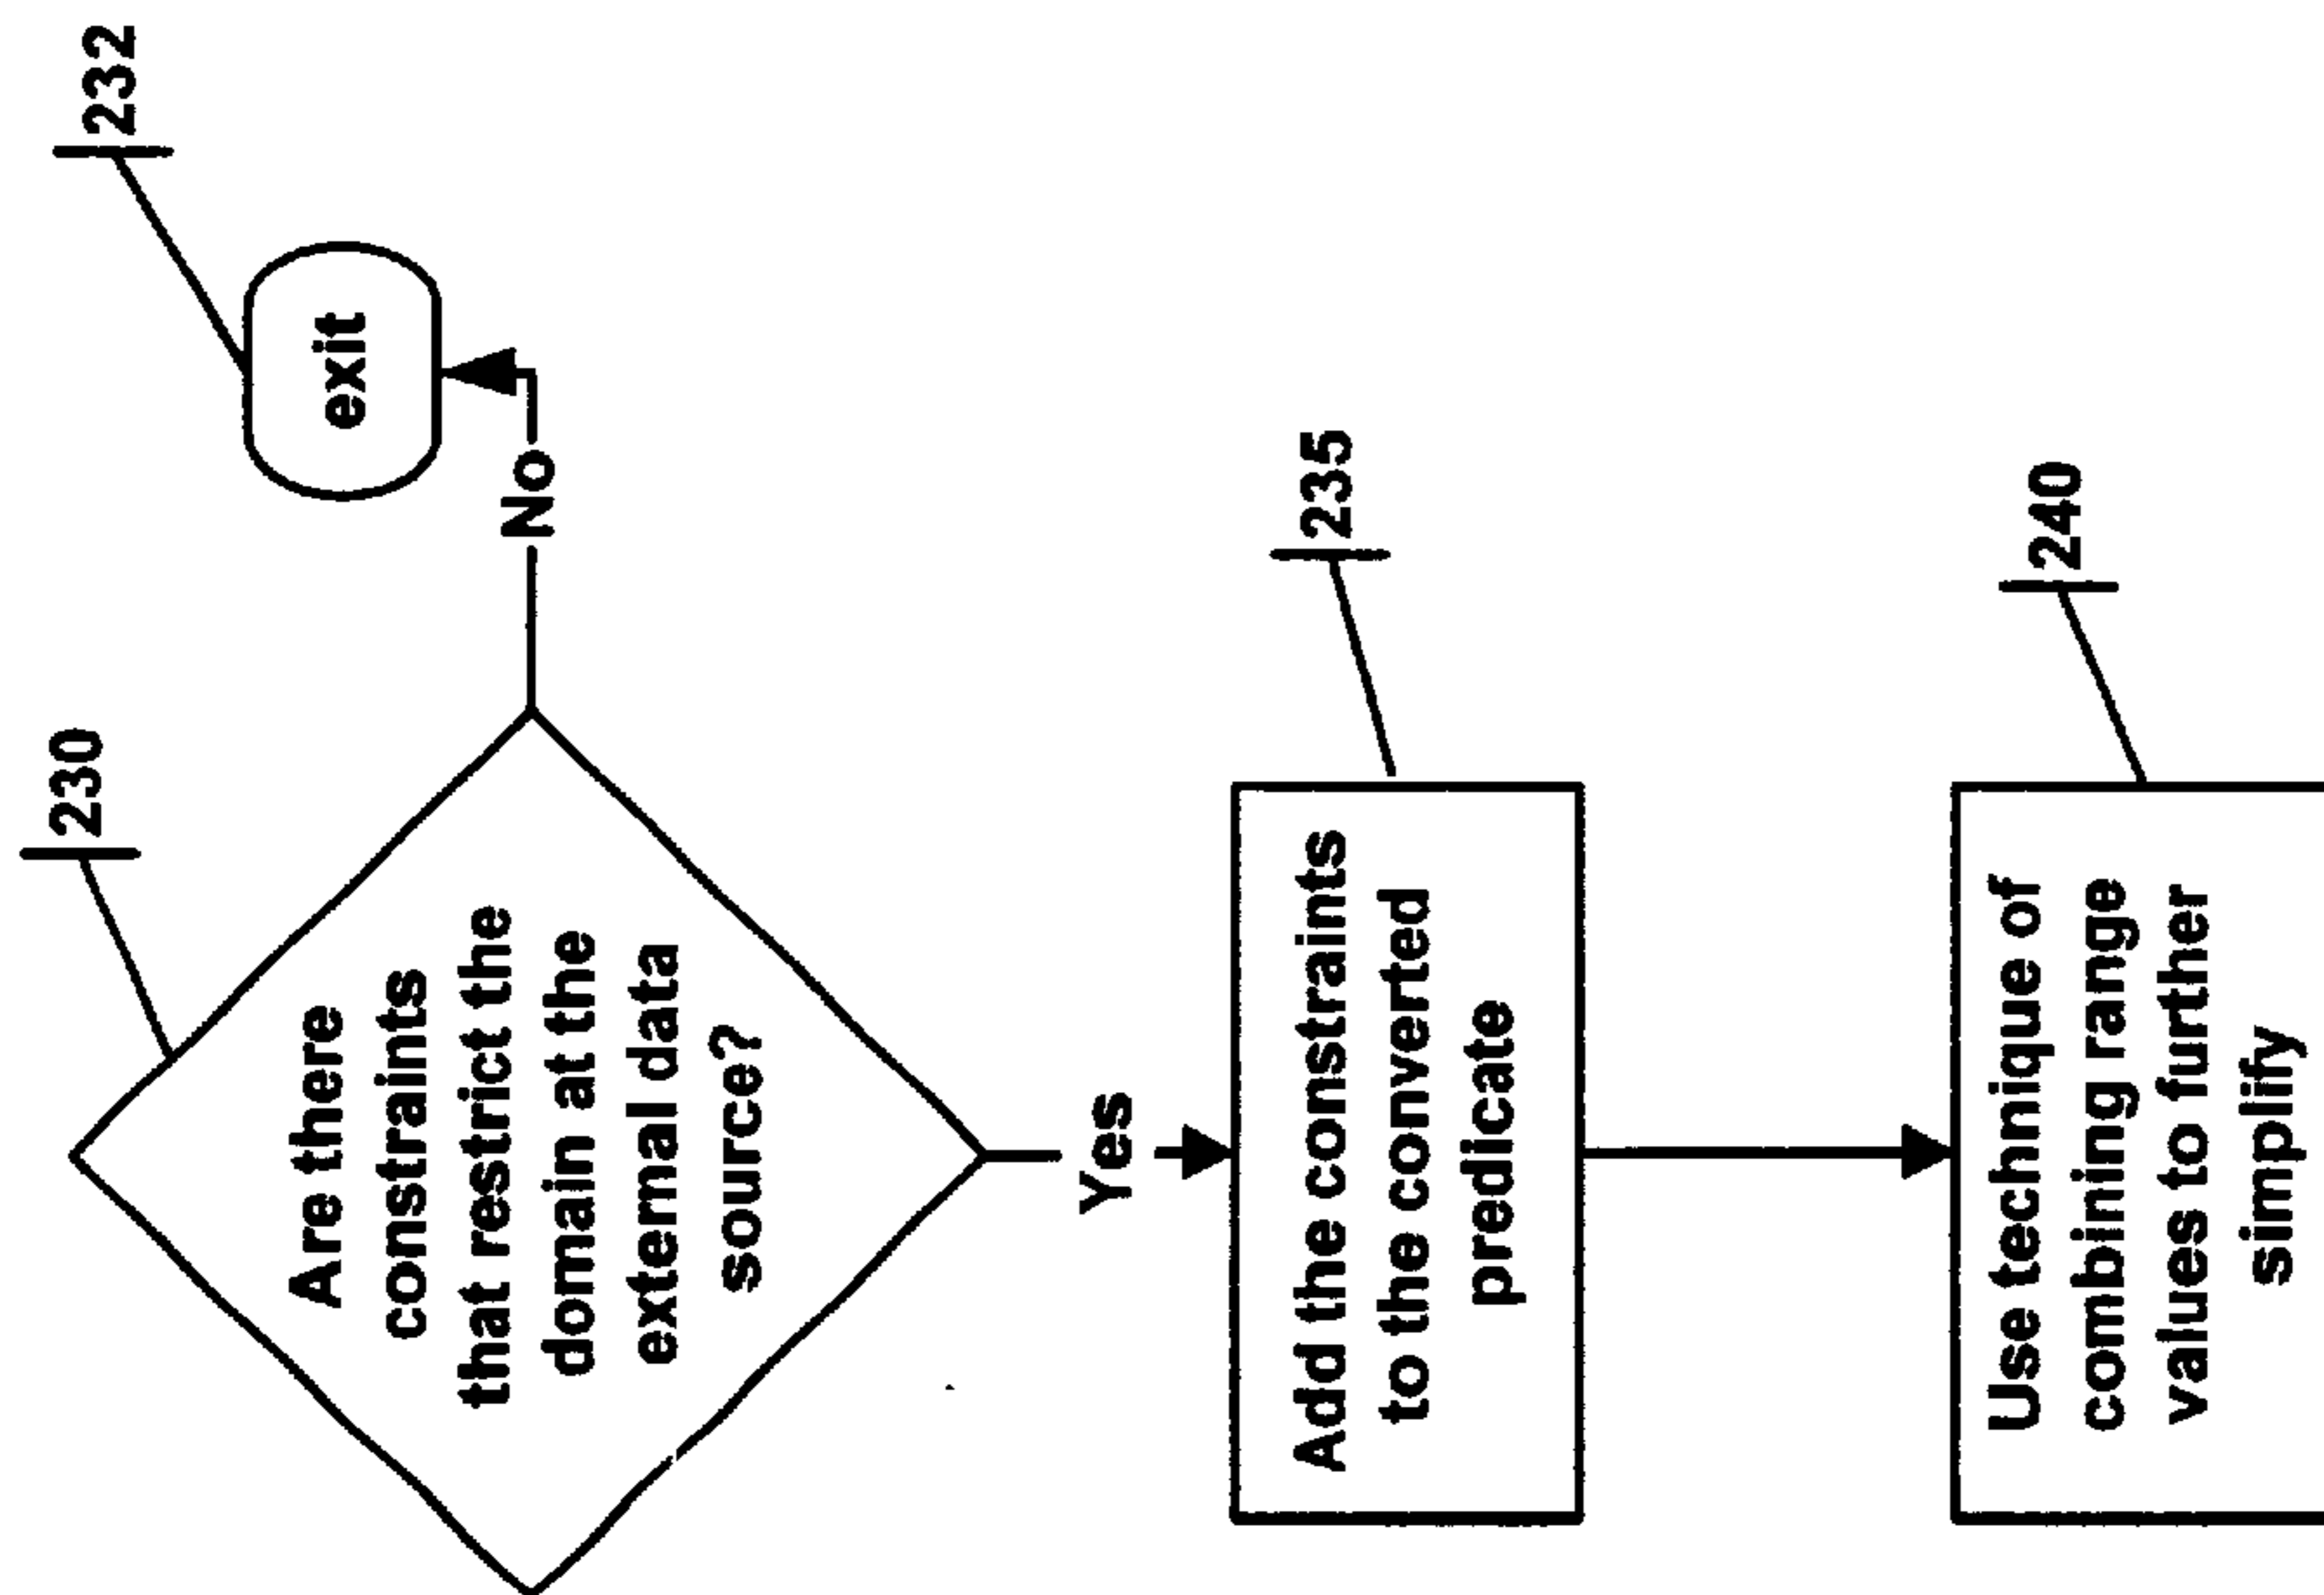 230
Are there
constraints
that restrict the
domain at the
external data
source?
No
exit
232
Yes
Add the constraints
to the converted
predicate
235
Use technique of
combining range
values to further
simplify
240